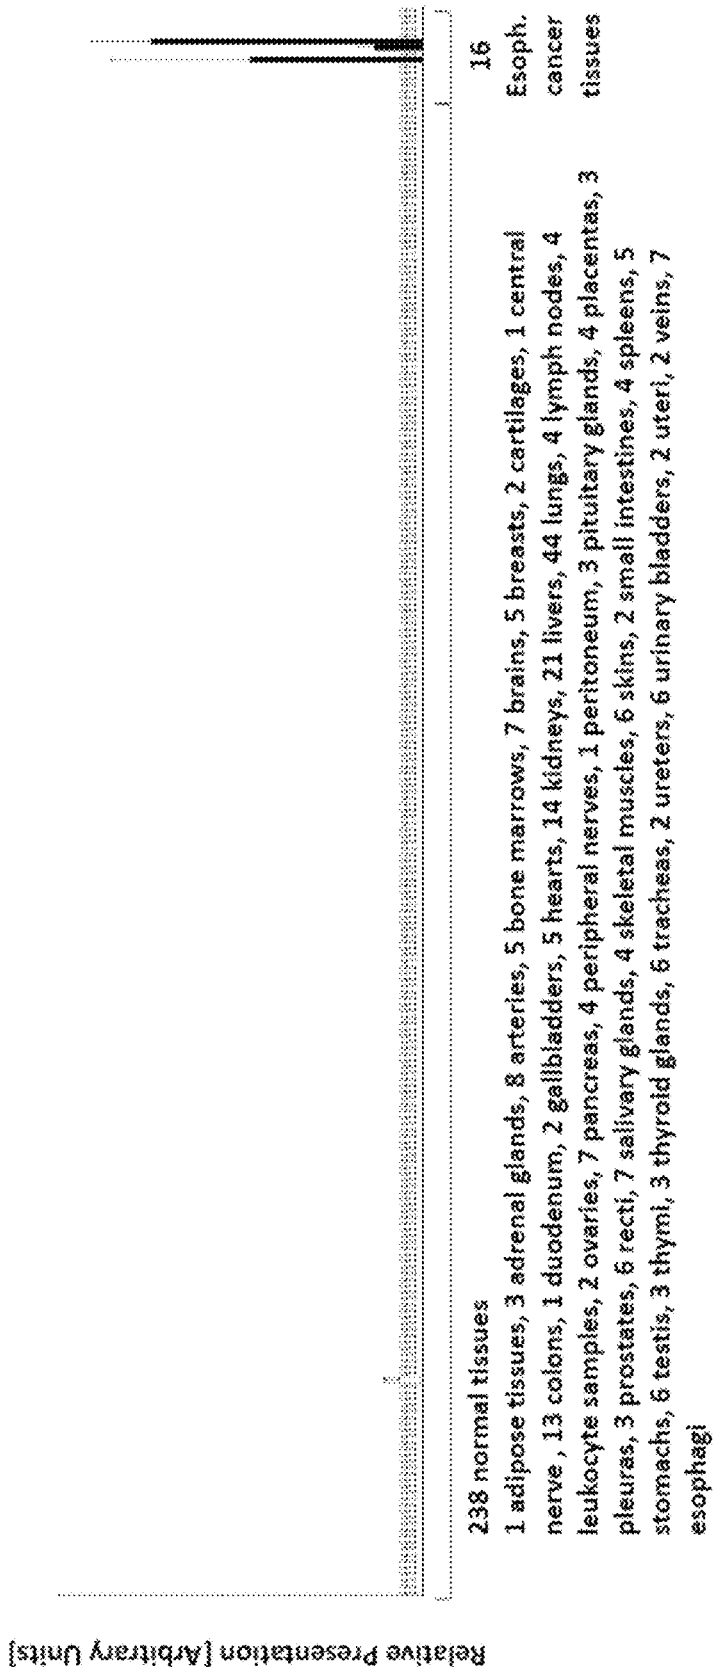 Relative Presentation [Arbitrary Units]
238 normal tissues
1 adipose tissues, 3 adrenal glands, 8 arteries, 5 bone marrows, 7 brains, 5 breasts, 2 cartilages, 1 central
nerve , 13 colons, 1 duodenum, 2 gallbladders, 5 hearts, 14 kidneys, 21 livers, 44 lungs, 4 lymph nodes, 4
leukocyte samples, 2 ovaries, 7 pancreas, 4 peripheral nerves, 1 peritoneum, 3 pituitary glands, 4 placentas, 3
pleuras, 3 prostates, 6 recti, 7 salivary glands, 4 skeletal muscles, 6 skins, 2 small intestines, 4 spleens, 5
stomachs, 6 testis, 3 thymi, 3 thyroid glands, 6 tracheas, 2 ureters, 6 urinary bladders, 2 uteri, 2 veins, 7
esophagi
16
Esoph.
cancer
tissues